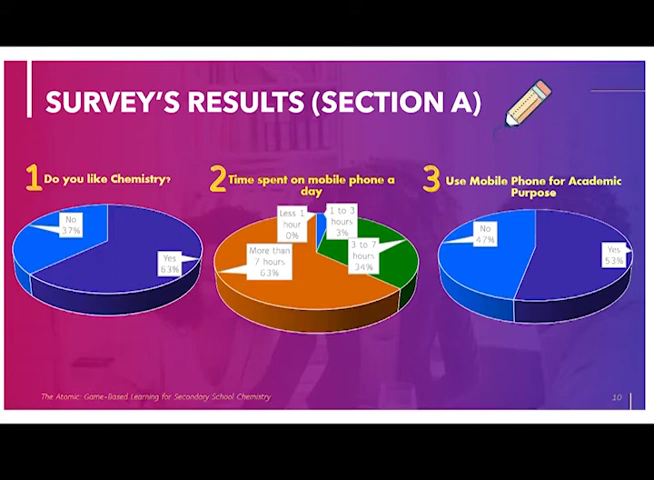 SURVEY'S RESULTS (SECTION A)
1 Do you like Chemistry?
No
37%
Yes
63%
2 Time spent on mobile phone a
day
Less 1
hour
0%
1 to 3
hours
3%
3 to 7
hours
34%
More than
7 hours
63%
3 Use Mobile Phone for Academic
Purpose
No
47%
Yes
53%
The Atomic: Game-Based Learning for Secondary School Chemistry
10